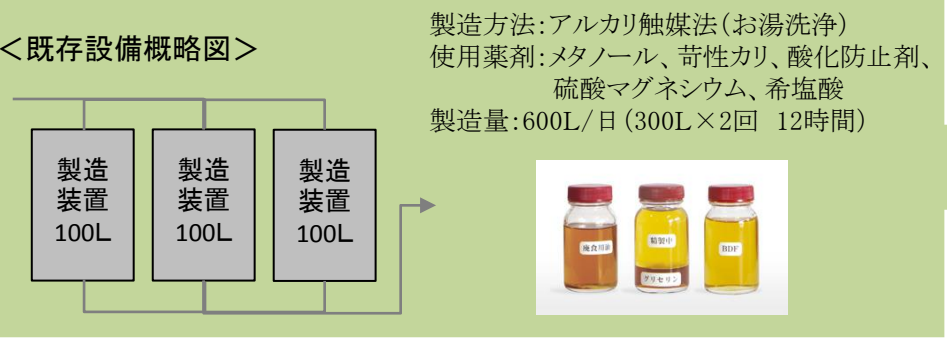 ＜既存設備概略図＞
製造方法：アルカリ触媒法（お湯洗浄）
使用薬剤：メタノール、苛性カリ、酸化防止剤、
硫酸マグネシウム、希塩酸
製造量：600L/日（300L×2回　12時間）
製造
装置
100L
製造
装置
100L
製造
装置
100L
廃食用油
精製中
グリセリン
BDF